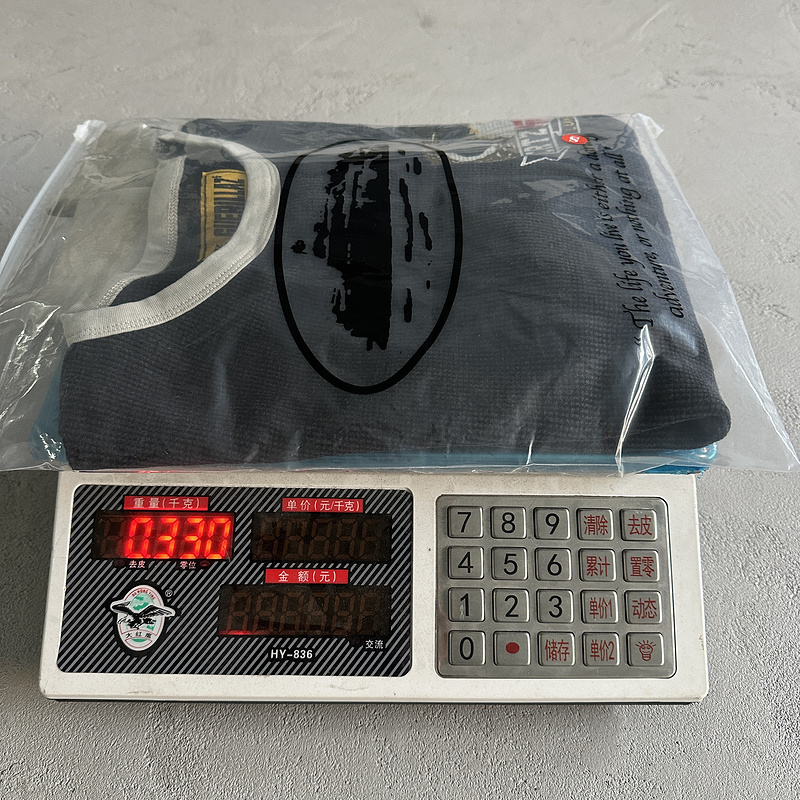 "The life you live is either a daring
adventure, or nothing at all."
重量(千克)
单价(元/千克)
0.330
去皮
零位
金额(元)
大红鹰
®
交流
HY-836
7
8
9
清除
去皮
4
5
6
累计
置零
1
2
3
单价1
动态
0
储存
单价2